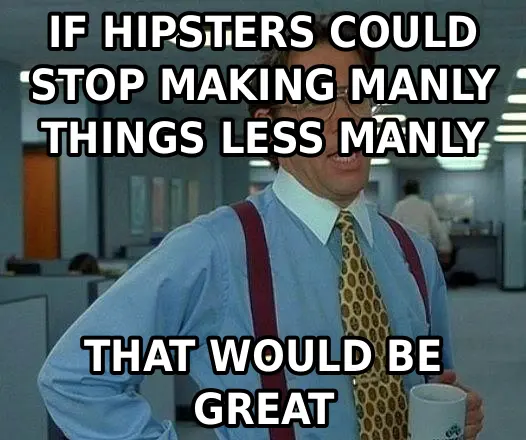 IF HIPSTERS COULD
STOP MAKING MANLY
THINGS LESS MANLY
THAT WOULD BE
GREAT